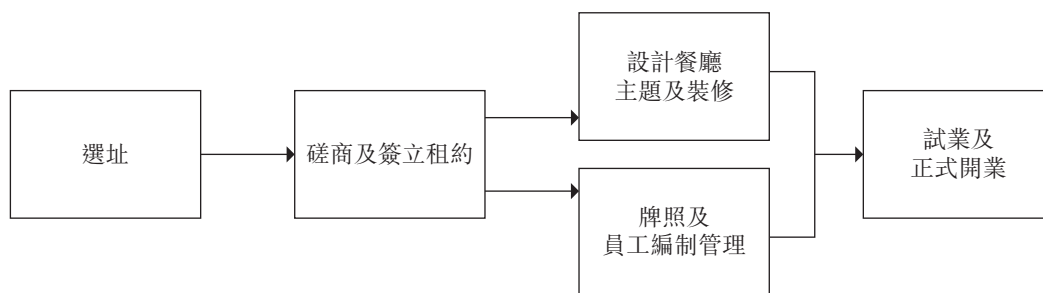 選址
磋商及簽立租約
設計餐廳
主題及裝修
牌照及
員工編制管理
試業及
正式開業